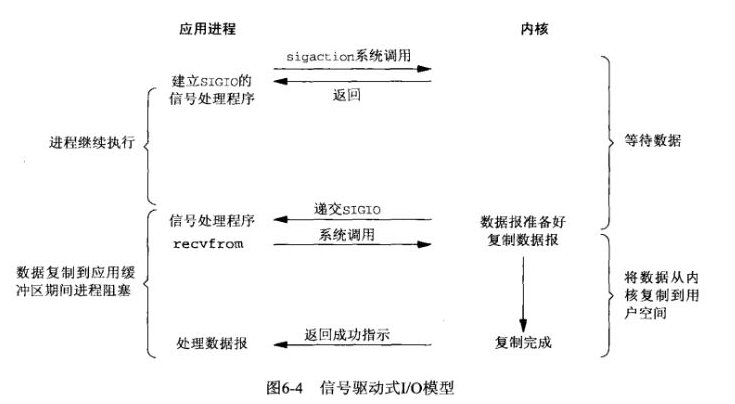 应用进程
内核
sigaction系统调用
建立SIGIO的
信号处理程序
返回
进程继续执行
等待数据
递交SIGIO
信号处理程序
数据报准备好
复制数据报
系统调用
recvfrom
数据复制到应用缓
冲区期间进程阻塞
将数据从内
核复制到用
户空间
返回成功指示
处理数据报
复制完成
图6-4 信号驱动式I/O模型